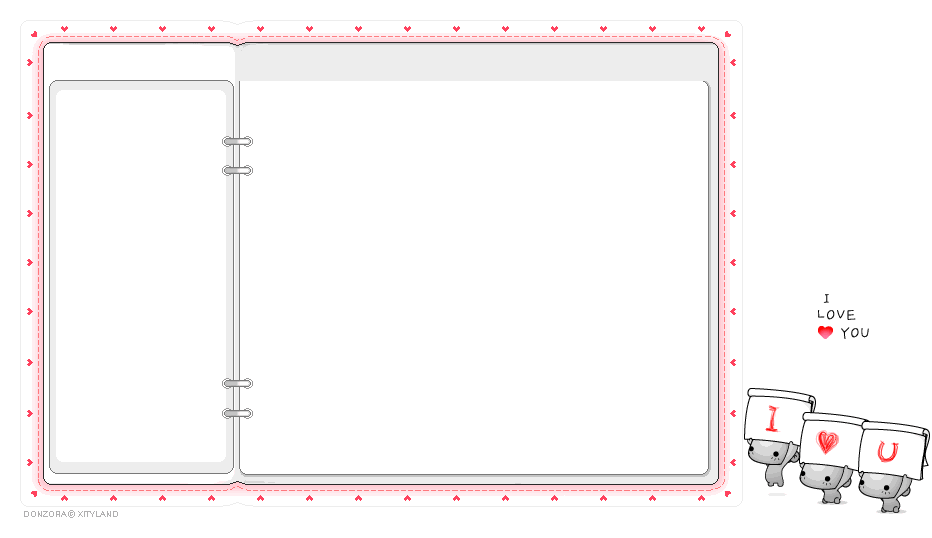 I
LOVE
❤ YOU
I ❤ U
DONZORA@ XITYLAND